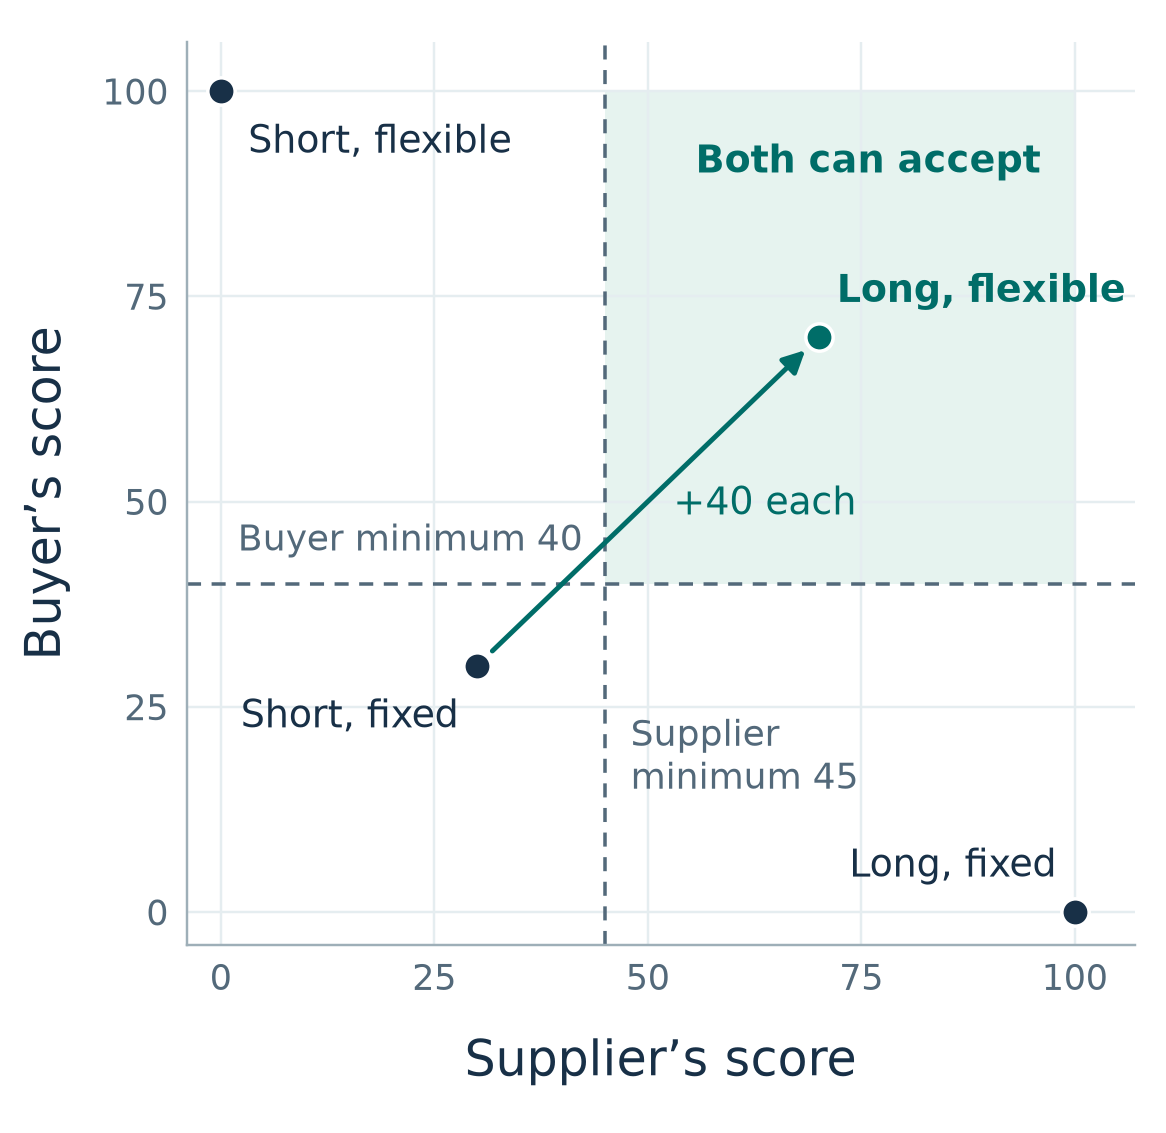 100
Short, flexible
Both can accept
75
Long, flexible
50
+40 each
Buyer minimum 40
Buyer’s score
25
Short, fixed
Supplier
minimum 45
Long, fixed
0
0
25
50
75
100
Supplier’s score